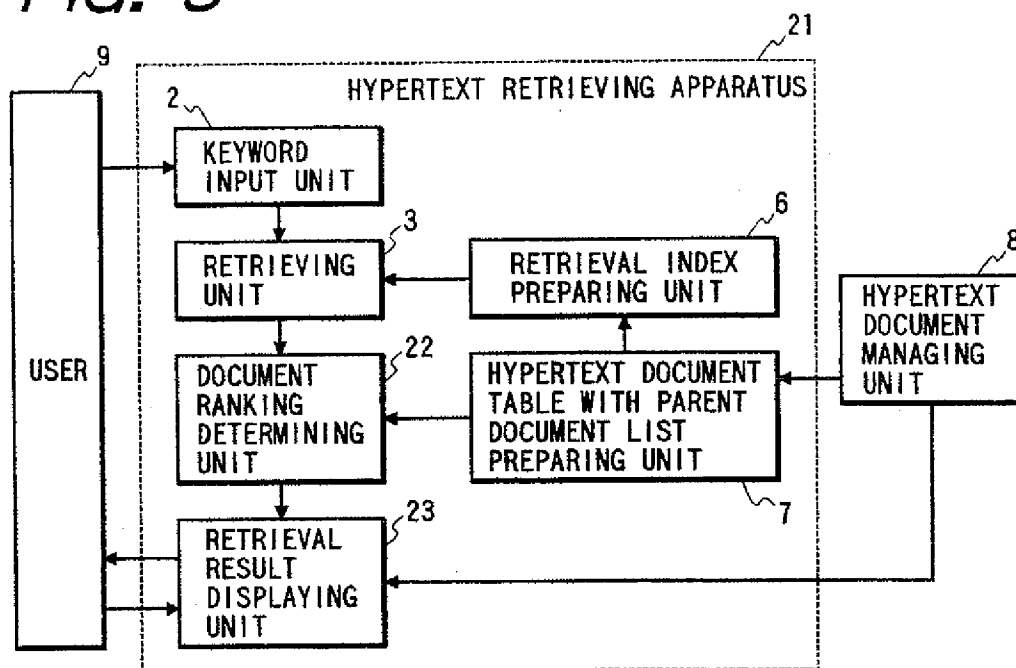 FIG.
21
9
HYPERTEXT RETRIEVING APPARATUS
2
KEYWORD
INPUT UNIT
3
RETRIEVING
UNIT
6
RETRIEVAL INDEX
PREPARING UNIT
8
HYPERTEXT
DOCUMENT
MANAGING
UNIT
USER
22
DOCUMENT
RANKING
DETERMINING
UNIT
HYPERTEXT DOCUMENT
TABLE WITH PARENT
DOCUMENT LIST
PREPARING UNIT
7
23
RETRIEVAL
RESULT
DISPLAYING
UNIT